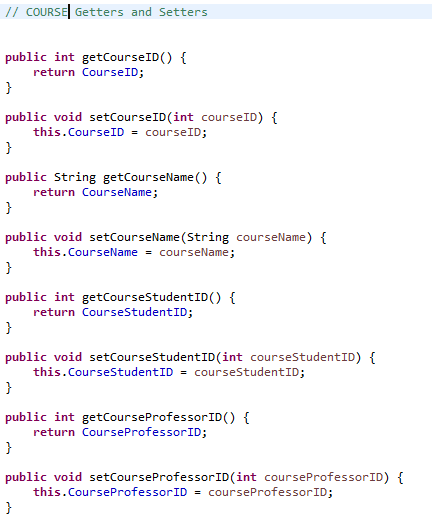 // COURSE Getters and Setters
public int getCourseID() {
return CourseID;
}
public void setCourseID(int courseID) {
this.CourseID = courseID;
}
public String getCourseName() {
return CourseName;
}
public void setCourseName(String courseName) {
this.CourseName = courseName;
}
public int getCourseStudentID() {
return CourseStudentID;
}
public void setCourseStudentID(int courseStudentID) {
this.CourseStudentID = courseStudentID;
}
public int getCourseProfessorID() {
return CourseProfessorID;
}
public void setCourseProfessorID(int courseProfessorID) {
this.CourseProfessorID = courseProfessorID;
}